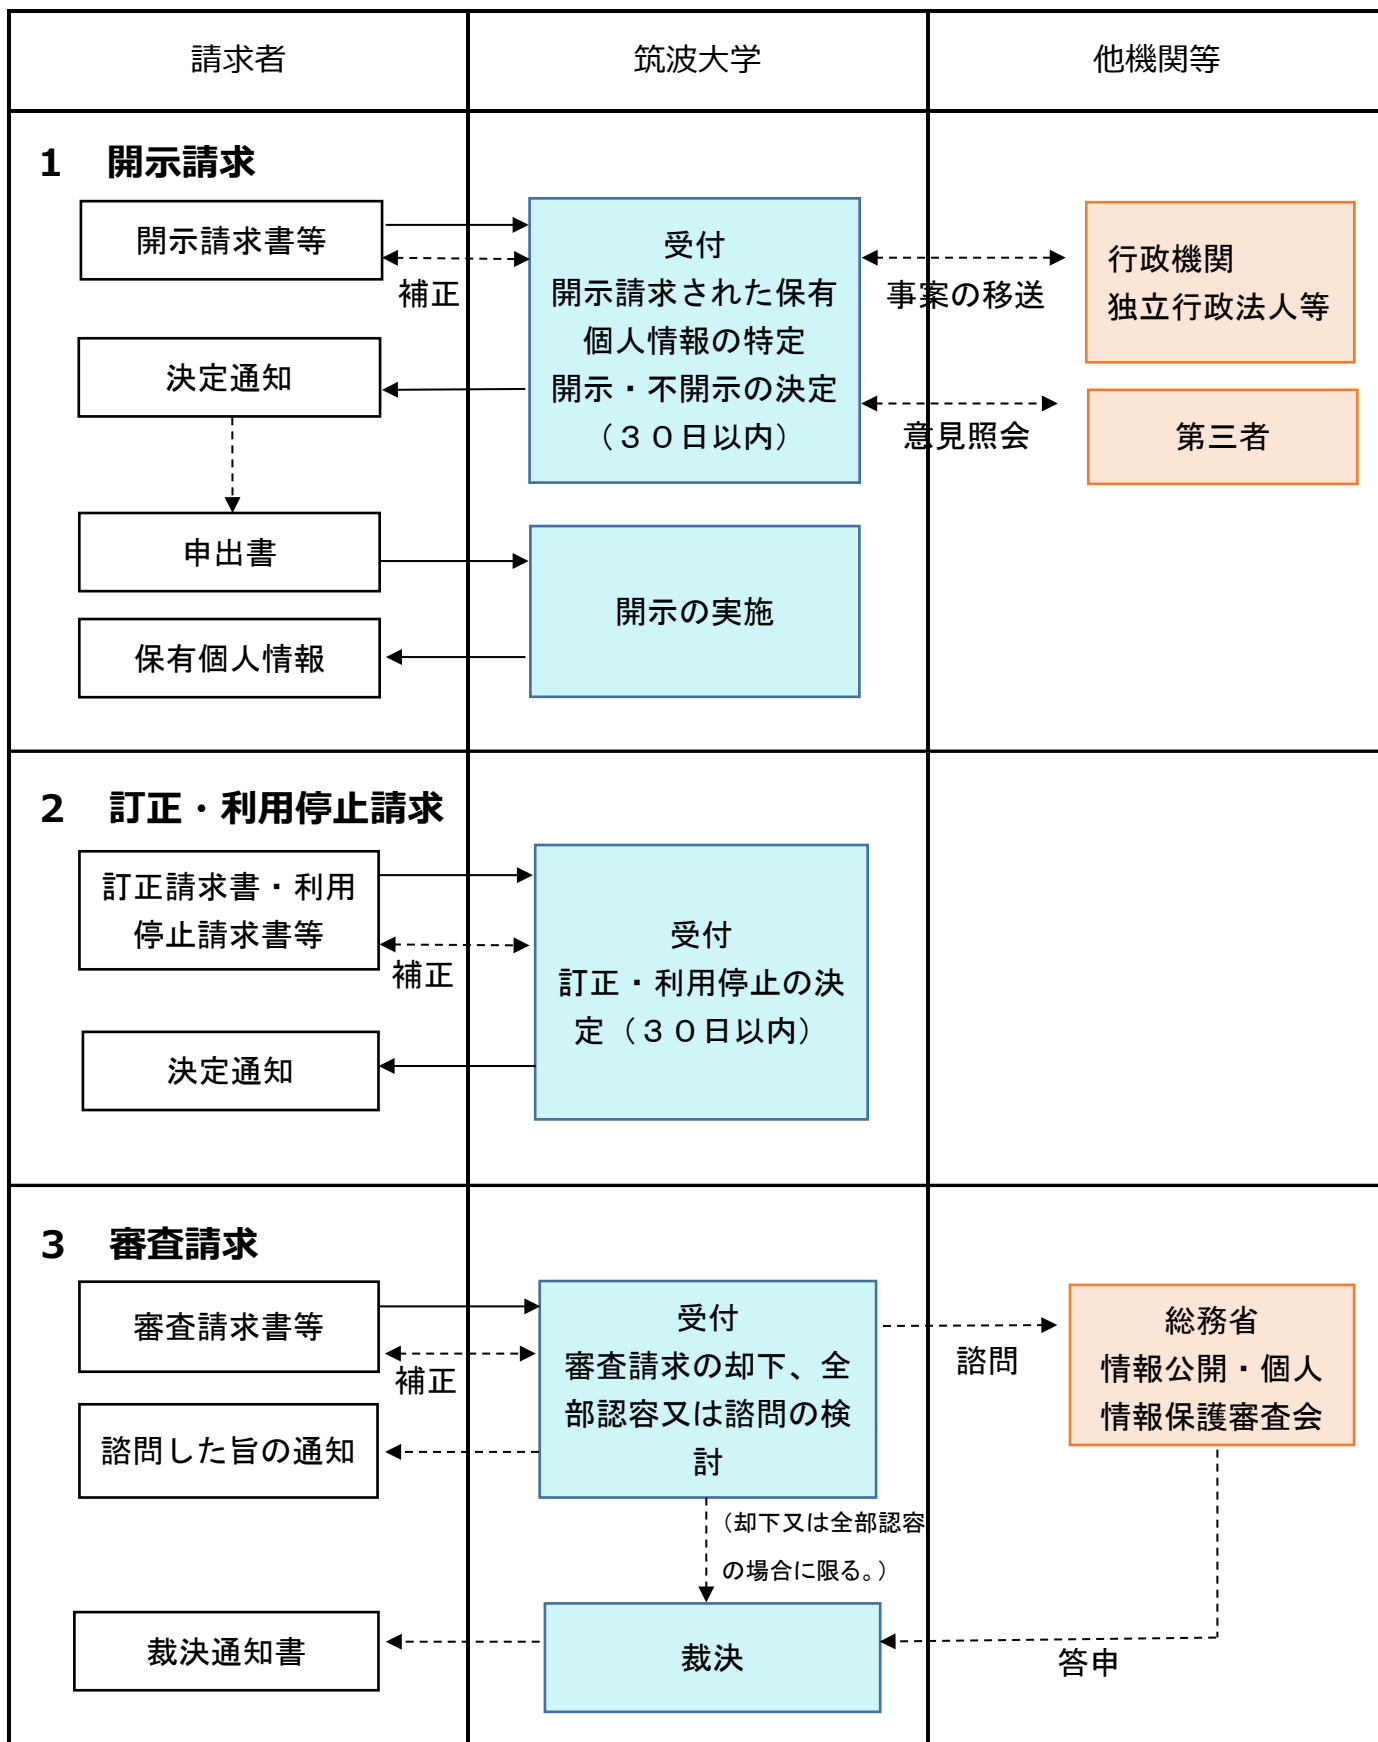 請求者
筑波大学
他機関等
1 開示請求
開示請求書等
補正
受付
開示請求された保有
個人情報の特定
開示・不開示の決定
（３０日以内）
事案の移送
行政機関
独立行政法人等
決定通知
意見照会
第三者
申出書
開示の実施
保有個人情報
2 訂正・利用停止請求
訂正請求書・利用
停止請求書等
補正
受付
訂正・利用停止の決
定（３０日以内）
決定通知
3 審査請求
審査請求書等
補正
受付
審査請求の却下、全
部認容又は諮問の検
討
諮問
総務省
情報公開・個人
情報保護審査会
諮問した旨の通知
（却下又は全部認容
の場合に限る。）
裁決通知書
裁決
答申